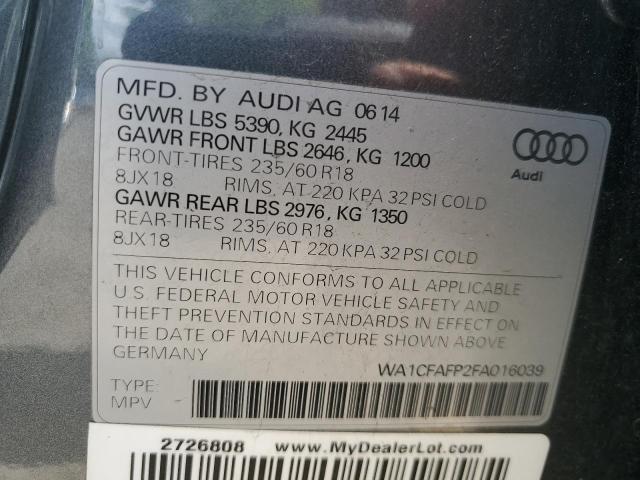 MFD. BY AUDI AG 0614
GVWR LBS 5390, KG 2445
GAWR FRONT LBS 2646, KG 1200
FRONT-TIRES 235/60 R18
8JX18 RIMS, AT 220 KPA 32 PSI COLD
GAWR REAR LBS 2976, KG 1350
REAR-TIRES 235/60 R18
8JX18 RIMS, AT 220 KPA 32 PSI COLD
Audi
THIS VEHICLE CONFORMS TO ALL APPLICABLE
U.S. FEDERAL MOTOR VEHICLE SAFETY AND
THEFT PREVENTION STANDARDS IN EFFECT ON
THE DATE OF MANUFACTURE SHOWN ABOVE
GERMANY
WA1CFAFP2FA016039
TYPE:
MPV
2726808 www.MyDealerLot.com